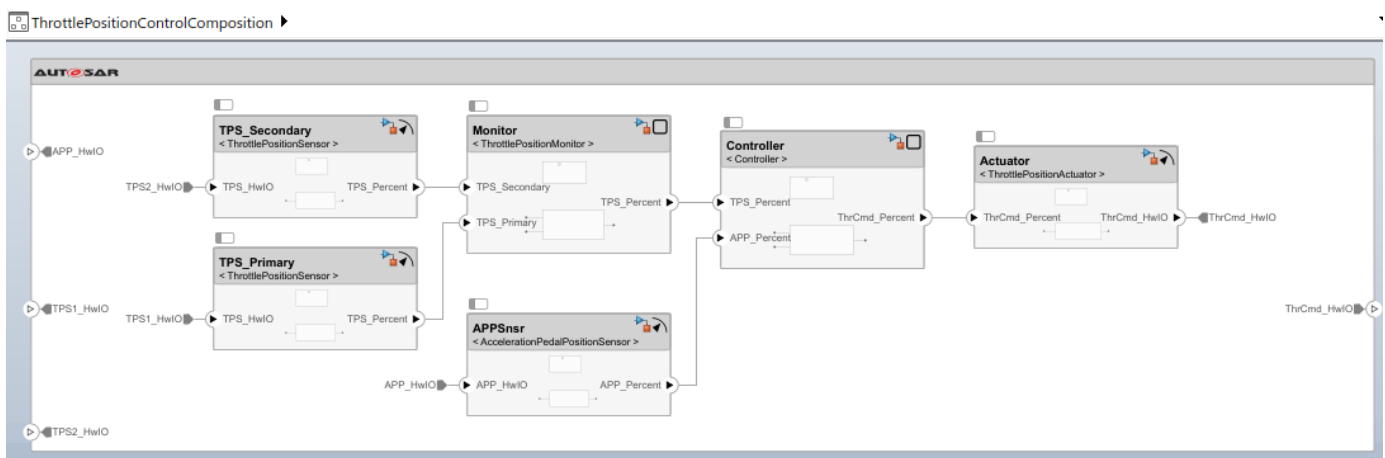 ThrottlePositionControlComposition
AUTOSAR
APP_HwIO
TPS1_HwIO
TPS2_HwIO
TPS2_HwIO
TPS_Secondary
< ThrottlePositionSensor >
TPS_HwIO
TPS_Percent
TPS1_HwIO
TPS_Primary
< ThrottlePositionSensor >
TPS_HwIO
TPS_Percent
Monitor
< ThrottlePositionMonitor >
TPS_Secondary
TPS_Primary
TPS_Percent
APP_HwIO
APPSnsr
< AccelerationPedalPositionSensor >
APP_HwIO
APP_Percent
Controller
< Controller >
TPS_Percent
APP_Percent
ThrCmd_Percent
Actuator
< ThrottlePositionActuator >
ThrCmd_Percent
ThrCmd_HwIO
ThrCmd_HwIO
ThrCmd_HwIO